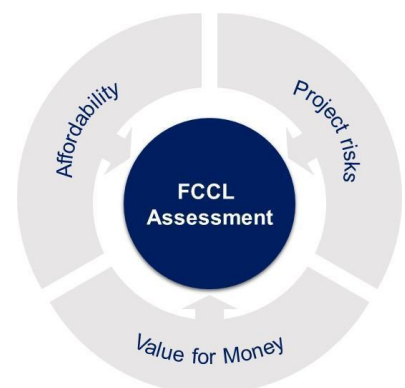 Affordability
Project risks
FCCL
Assessment
Value for Money